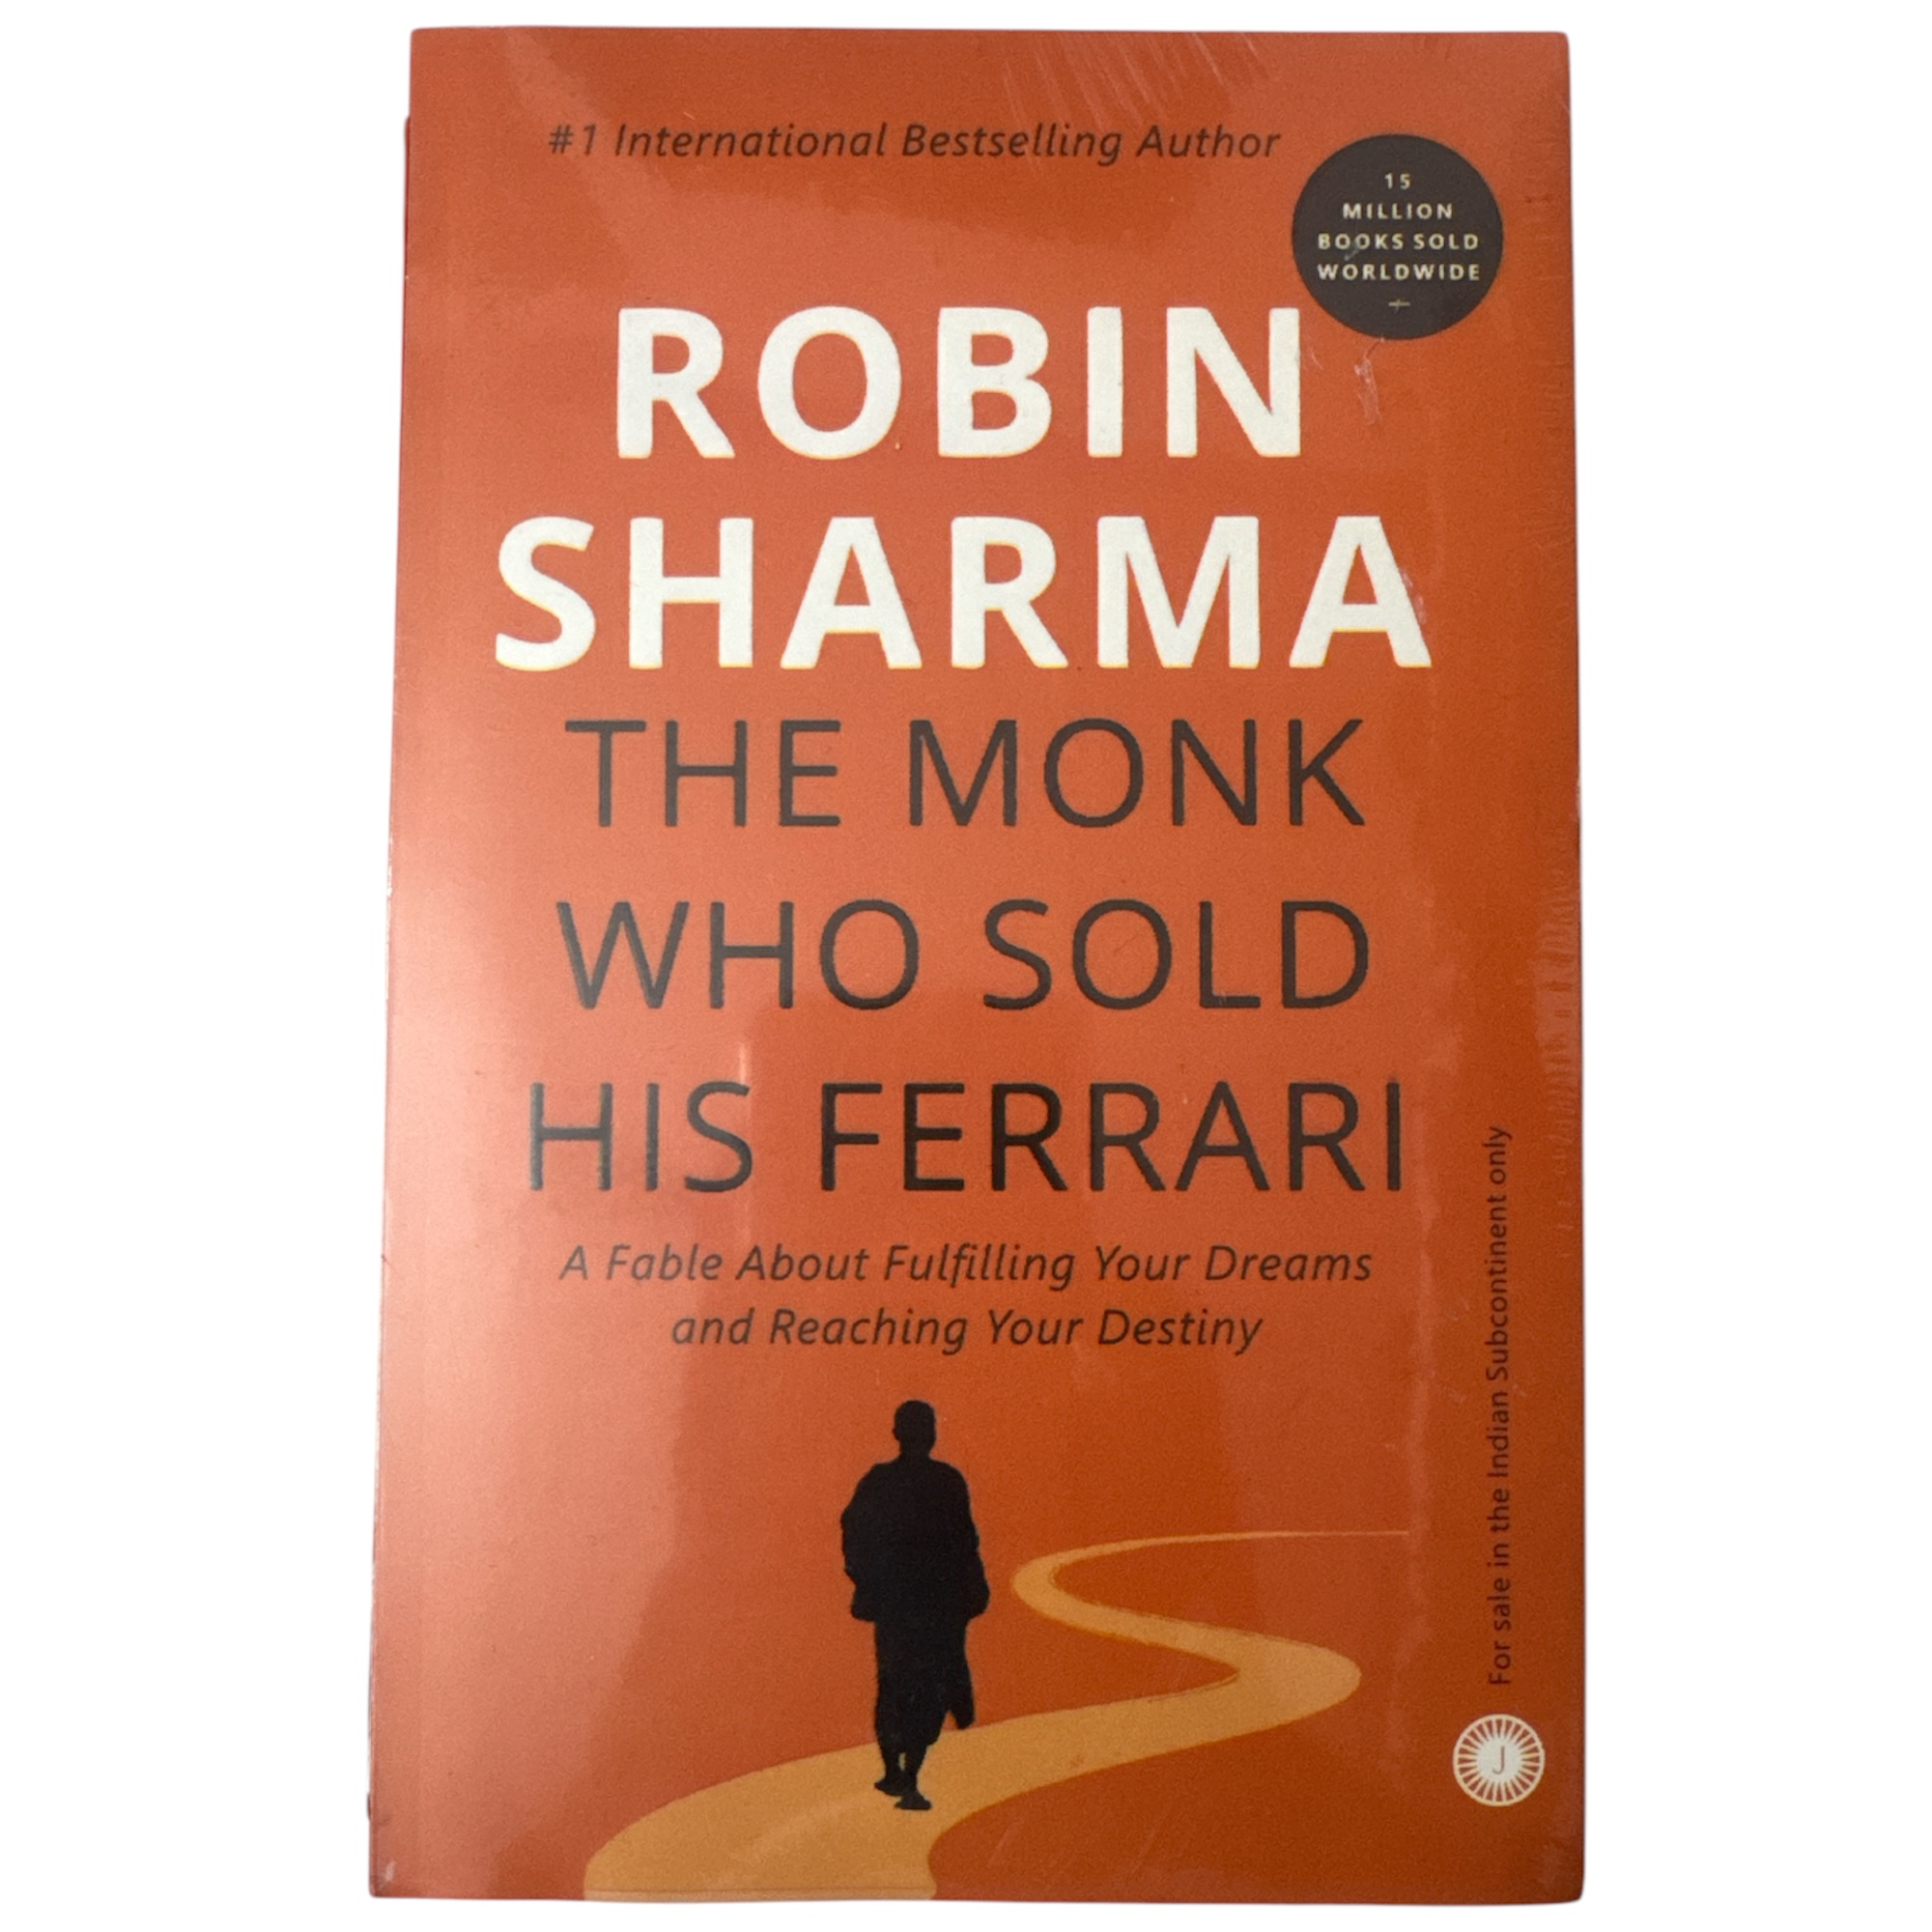 #1 International Bestselling Author
15
MILLION
BOOKS SOLD
WORLDWIDE
ROBIN
SHARMA
THE MONK
WHO SOLD
HIS FERRARI
A Fable About Fulfilling Your Dreams
and Reaching Your Destiny
For sale in the Indian Subcontinent only
J